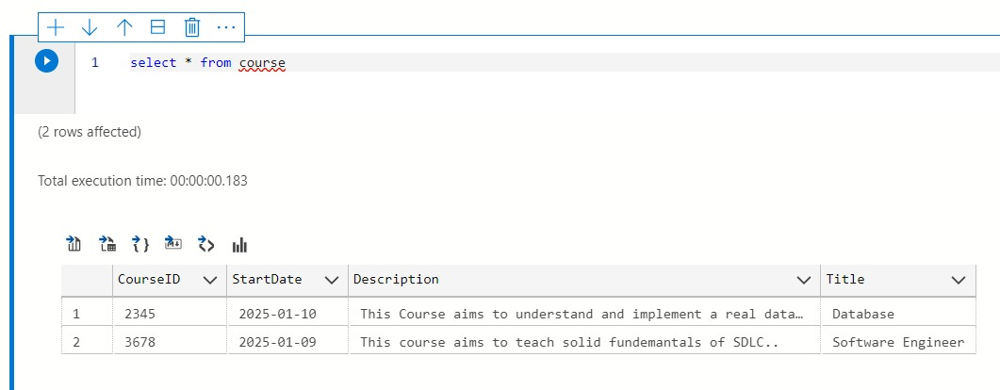 1 select * from course
(2 rows affected)
Total execution time: 00:00:00.183
CourseID StartDate Description Title
1 2345 2025-01-10 This Course aims to understand and implement a real data… Database
2 3678 2025-01-09 This course aims to teach solid fundemantals of SDLC.. Software Engineer